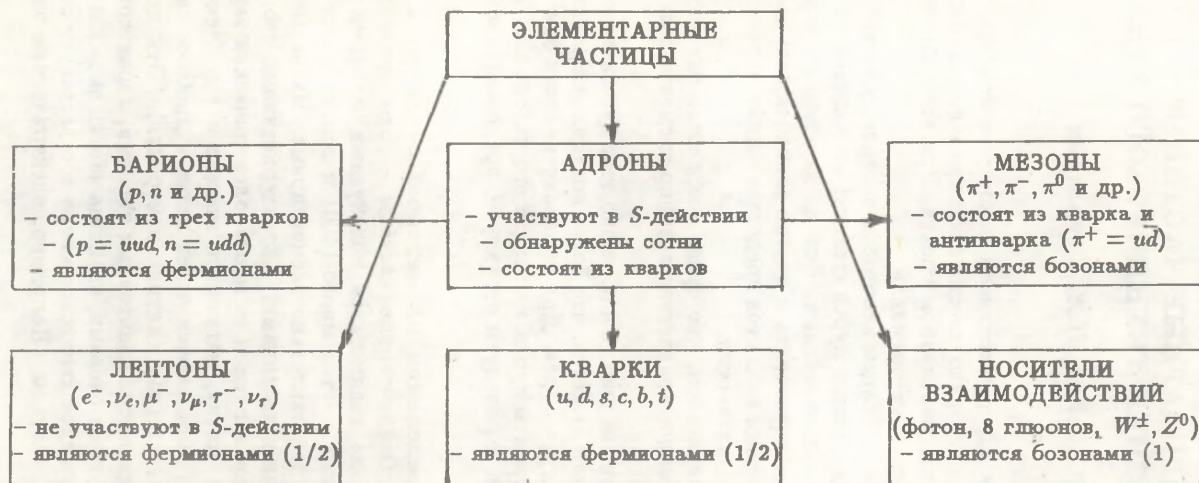 ЭЛЕМЕНТАРНЫЕ
ЧАСТИЦЫ
БАРИОНЫ
(p, n и др.)
– состоят из трех кварков
– (p = uud, n = udd)
– являются фермионами
АДРОНЫ
– участвуют в S-действии
– обнаружены сотни
– состоят из кварков
МЕЗОНЫ
(π⁺, π⁻, π⁰ и др.)
– состоят из кварка и
антикварка (π⁺ = ud̄)
– являются бозонами
ЛЕПТОНЫ
(e⁻, νₑ, μ⁻, ν_μ, τ⁻, ν_τ)
– не участвуют в S-действии
– являются фермионами (1/2)
КВАРКИ
(u, d, s, c, b, t)
– являются фермионами (1/2)
НОСИТЕЛИ
ВЗАИМОДЕЙСТВИЙ
(фотон, 8 глюонов, W±, Z⁰)
– являются бозонами (1)